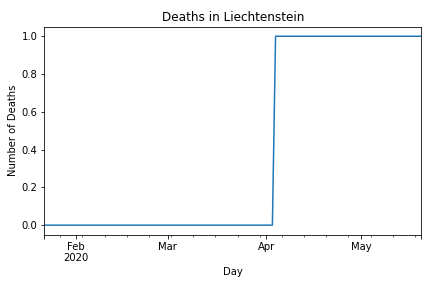 Deaths in Liechtenstein
1.0
0.8
0.6
0.4
0.2
0.0
Number of Deaths
Feb
2020
Mar
Apr
May
Day